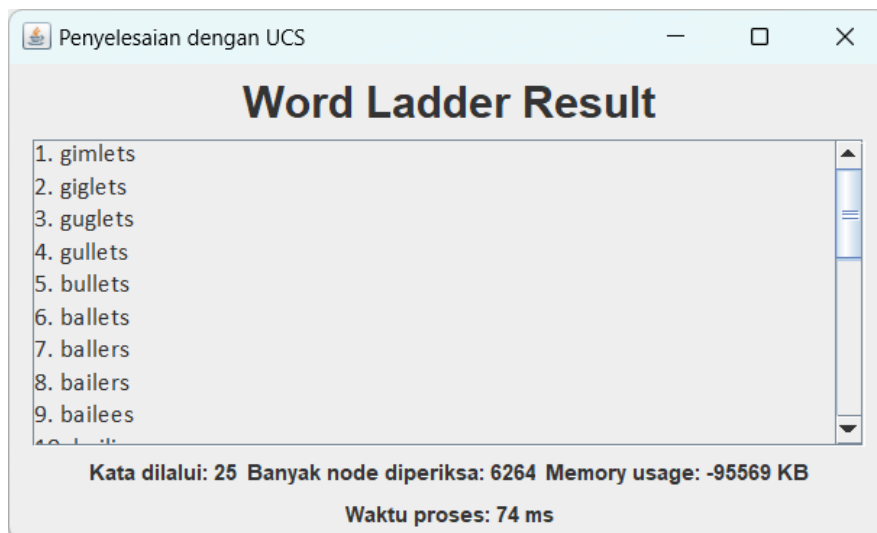 Penyelesaian dengan UCS
Word Ladder Result
1. gimlets
2. giglets
3. guglets
4. gullets
5. bullets
6. ballets
7. ballers
8. bailers
9. bailees
Kata dilalui: 25 Banyak node diperiksa: 6264 Memory usage: -95569 KB
Waktu proses: 74 ms